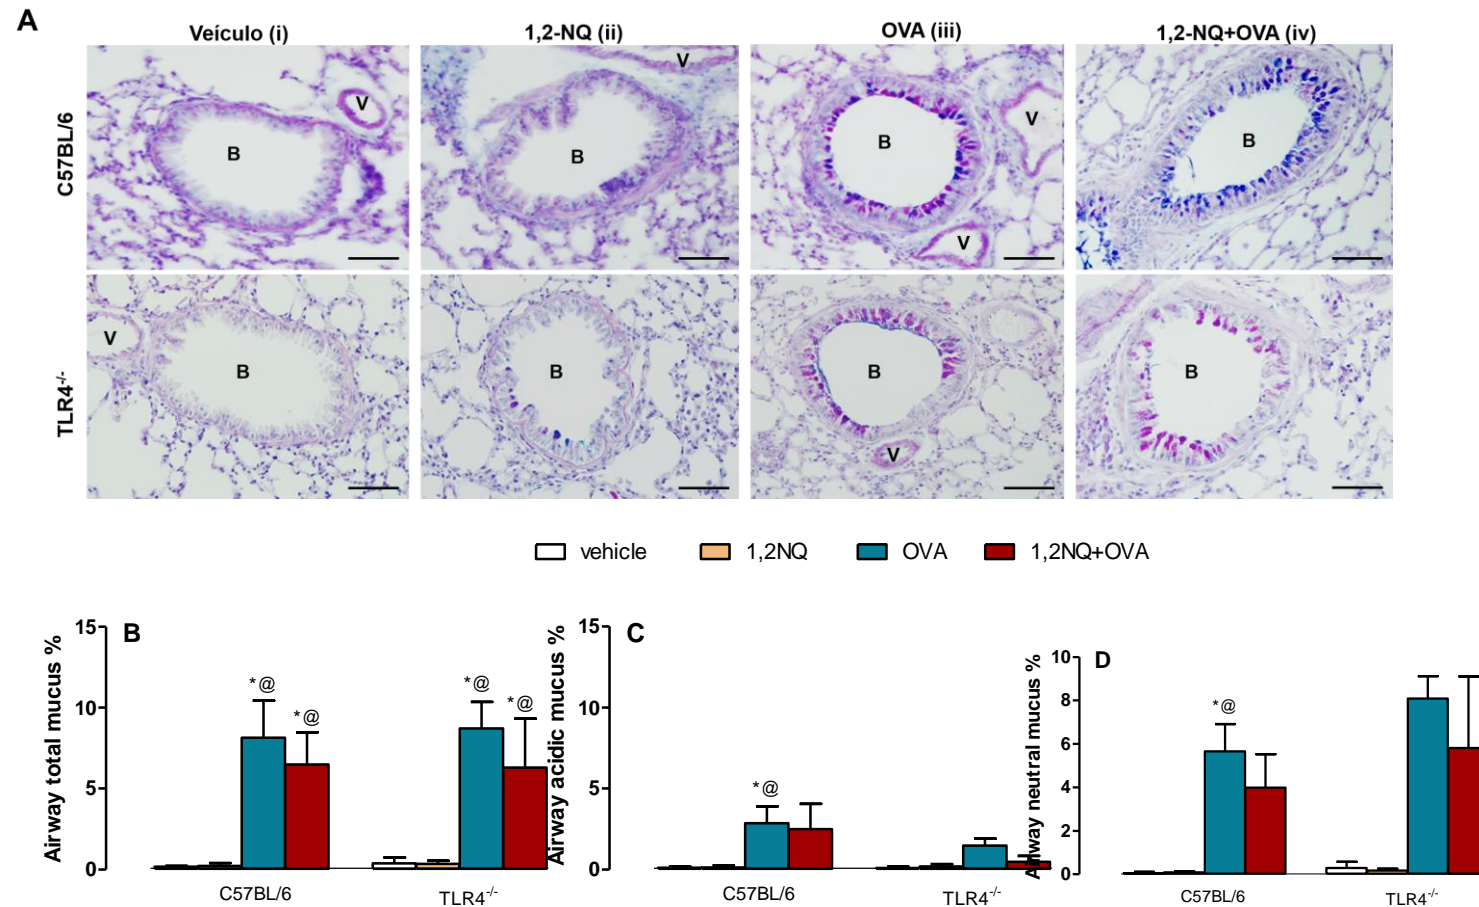 A
Veículo (i) 1,2-NQ (ii) OVA (iii) 1,2-NQ+OVA (iv)
C57BL/6
V
B
V
B
B
V
V
B
TLR4-/-
V
B
B
B
V
B
vehicle 1,2NQ OVA 1,2NQ+OVA
B
Airway total mucus %
15
10
5
0
*@
*@
*@
*@
C57BL/6 TLR4-/-
C
Airway acidic mucus %
15
10
5
0
*@
C57BL/6 TLR4-/-
D
Airway neutral mucus %
10
8
6
4
2
0
*@
C57BL/6 TLR4-/-